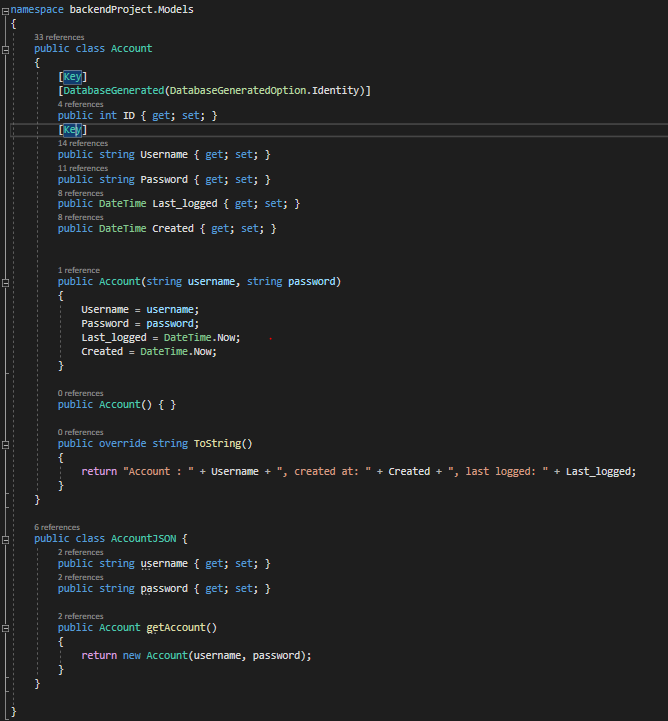 namespace backendProject.Models
{
33 references
public class Account
{
[Key]
[DatabaseGenerated(DatabaseGeneratedOption.Identity)]
4 references
public int ID { get; set; }
[Key]
14 references
public string Username { get; set; }
11 references
public string Password { get; set; }
8 references
public DateTime Last_logged { get; set; }
8 references
public DateTime Created { get; set; }
1 reference
public Account(string username, string password)
{
Username = username;
Password = password;
Last_logged = DateTime.Now;
Created = DateTime.Now;
}
0 references
public Account() { }
0 references
public override string ToString()
{
return "Account : " + Username + ", created at: " + Created + ", last logged: " + Last_logged;
}
}
6 references
public class AccountJSON {
2 references
public string username { get; set; }
2 references
public string password { get; set; }
2 references
public Account getAccount()
{
return new Account(username, password);
}
}
}